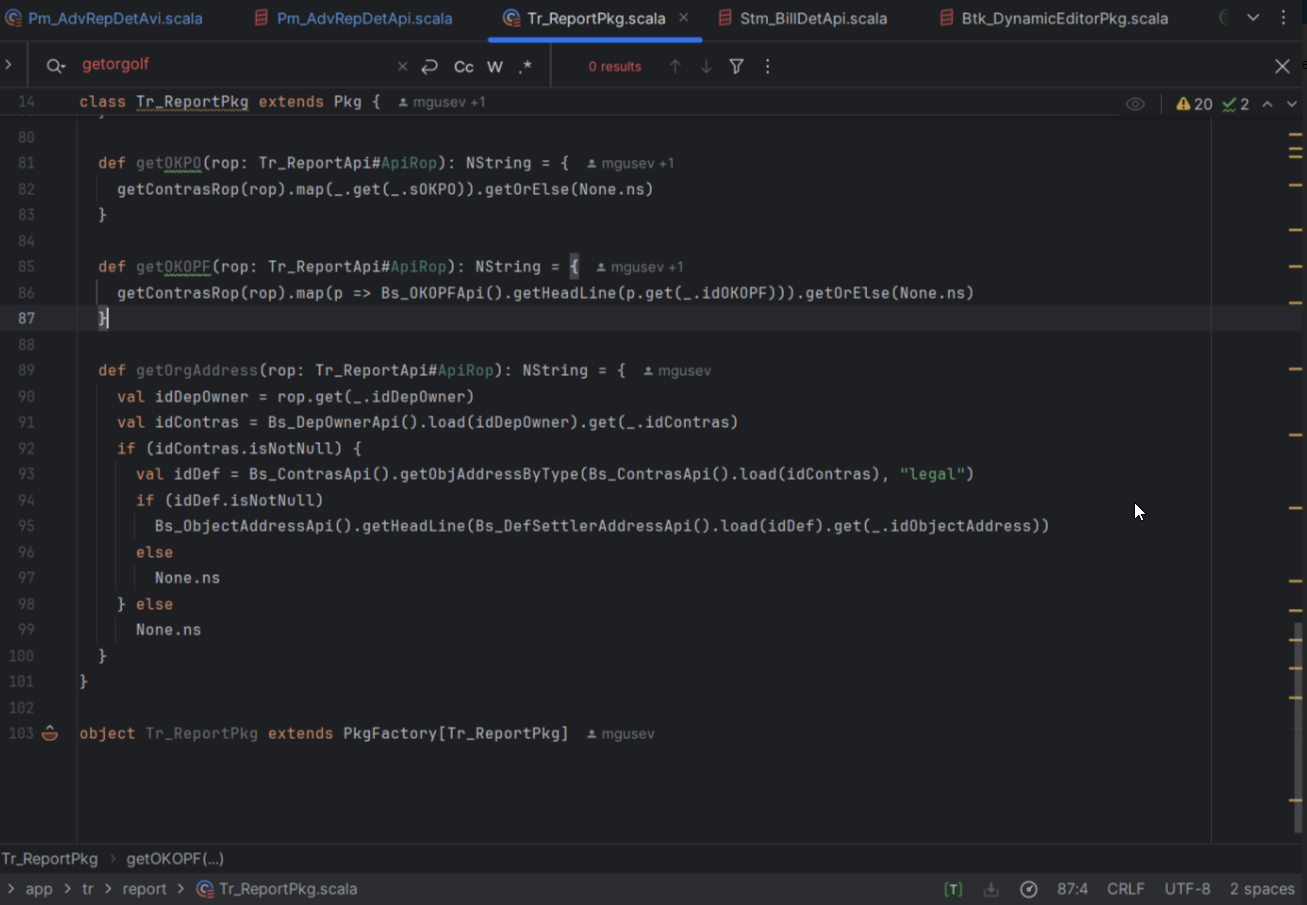 Pm_AdvRepDetAvi.scala Pm_AdvRepDetApi.scala Tr_ReportPkg.scala Stm_BillDetApi.scala Btk_DynamicEditorPkg.scala
getorgolf Cc W .* 0 results
14 class Tr_ReportPkg extends Pkg { mgusev +1 20 2
80
81 def getOKPO(rop: Tr_ReportApi#ApiRop): NString = { mgusev +1
82 getContrasRop(rop).map(_.get(_.sOKPO)).getOrElse(None.ns)
83 }
84
85 def getOKOPF(rop: Tr_ReportApi#ApiRop): NString = { mgusev +1
86 getContrasRop(rop).map(p => Bs_OKOPFApi().getHeadLine(p.get(_.idOKOPF))).getOrElse(None.ns)
87 }
88
89 def getOrgAddress(rop: Tr_ReportApi#ApiRop): NString = { mgusev
90 val idDepOwner = rop.get(_.idDepOwner)
91 val idContras = Bs_DepOwnerApi().load(idDepOwner).get(_.idContras)
92 if (idContras.isNotNull) {
93 val idDef = Bs_ContrasApi().getObjAddressByType(Bs_ContrasApi().load(idContras), "legal")
94 if (idDef.isNotNull)
95 Bs_ObjectAddressApi().getHeadLine(Bs_DefSettlerAddressApi().load(idDef).get(_.idObjectAddress))
96 else
97 None.ns
98 } else
99 None.ns
100 }
101 }
102
103 object Tr_ReportPkg extends PkgFactory[Tr_ReportPkg] mgusev
Tr_ReportPkg › getOKOPF(...)
> app > tr > report > Tr_ReportPkg.scala [T] 87:4 CRLF UTF-8 2 spaces